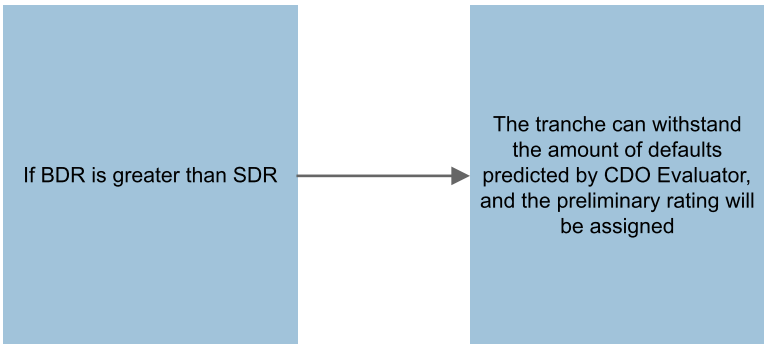 If BDR is greater than SDR
The tranche can withstand
the amount of defaults
predicted by CDO Evaluator,
and the preliminary rating will
be assigned